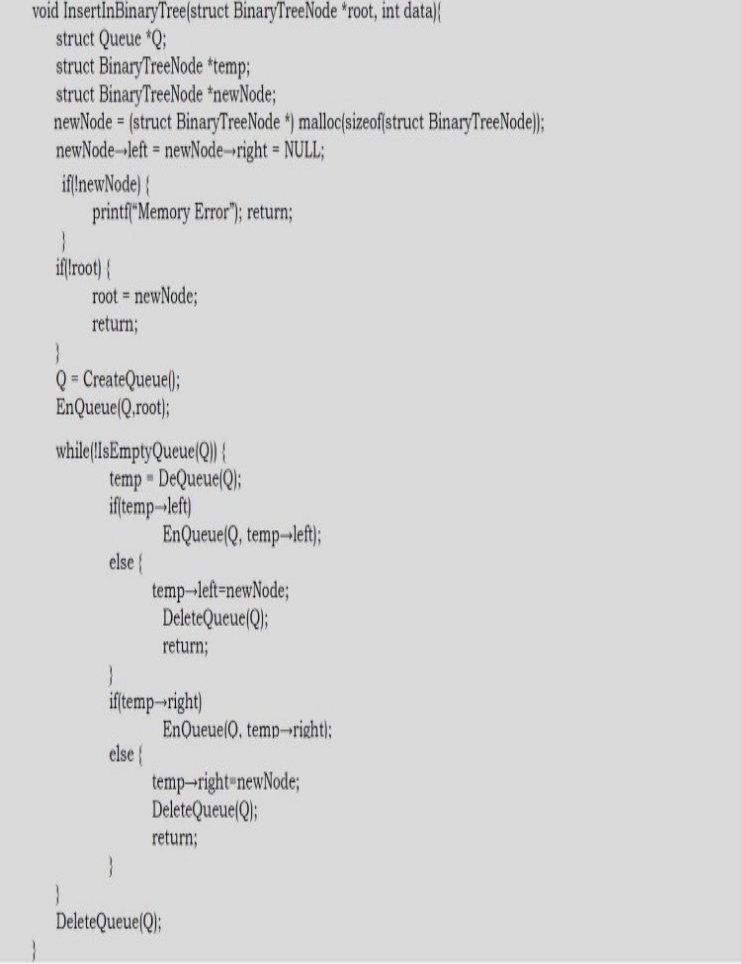 void InsertInBinaryTree(struct BinaryTreeNode *root, int data){
struct Queue *Q;
struct BinaryTreeNode *temp;
struct BinaryTreeNode *newNode;
newNode = (struct BinaryTreeNode *) malloc(sizeof(struct BinaryTreeNode));
newNode→left = newNode→right = NULL;
if(!newNode) {
printf("Memory Error"); return;
}
if(!root) {
root = newNode;
return;
}
Q = CreateQueue();
EnQueue(Q,root);
while(!IsEmptyQueue(Q)) {
temp = DeQueue(Q);
if(temp→left)
EnQueue(Q, temp→left);
else {
temp→left=newNode;
DeleteQueue(Q);
return;
}
if(temp→right)
EnQueue(Q, temp→right);
else {
temp→right=newNode;
DeleteQueue(Q);
return;
}
}
DeleteQueue(Q);
}